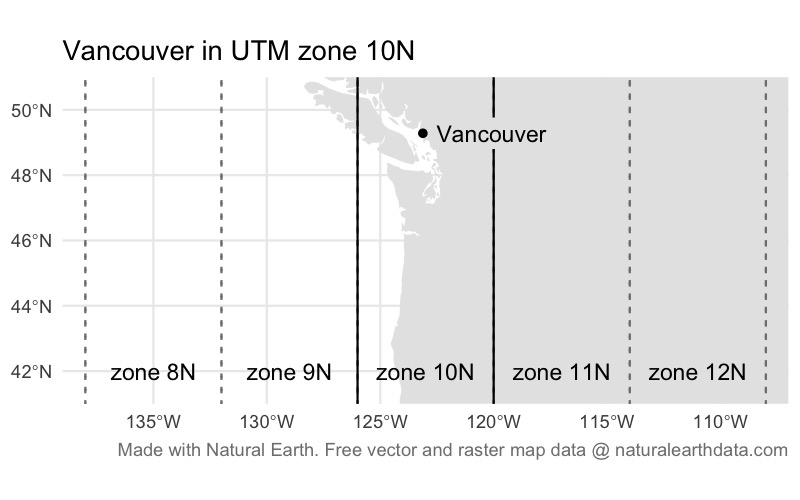 Vancouver in UTM zone 10N
50°N
Vancouver
48°N
46°N
44°N
42°N
zone 8N zone 9N zone 10N zone 11N zone 12N
135°W 130°W 125°W 120°W 115°W 110°W
Made with Natural Earth. Free vector and raster map data @ naturalearthdata.com